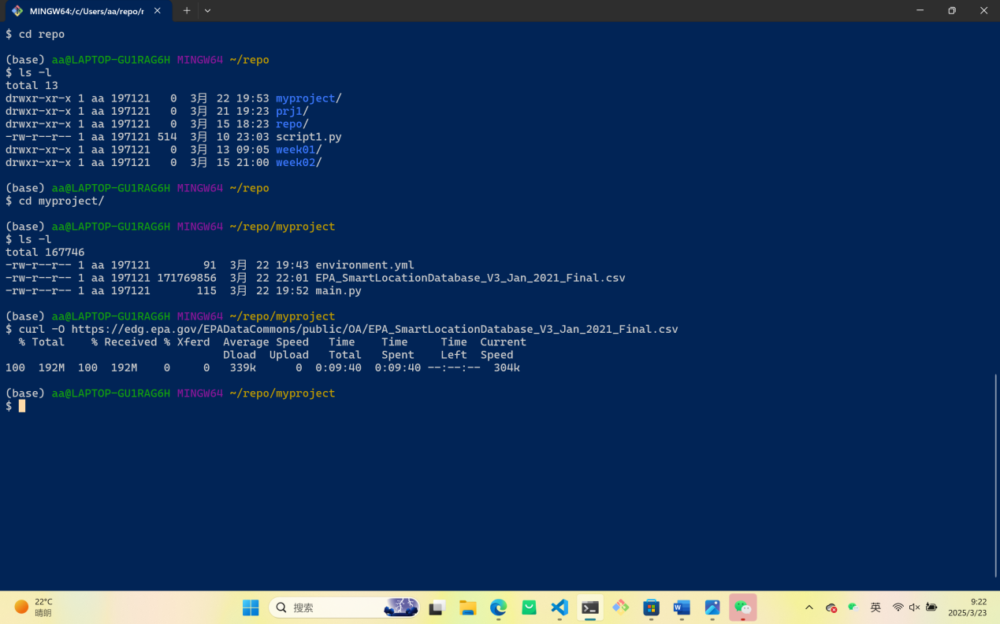 MINGW64:/c/Users/aa/repo/r
$ cd repo
(base) aa@LAPTOP-GU1RAG6H MINGW64 ~/repo
$ ls -l
total 13
drwxr-xr-x 1 aa 197121   0  3月 22 19:53 myproject/
drwxr-xr-x 1 aa 197121   0  3月 21 19:23 prj1/
drwxr-xr-x 1 aa 197121   0  3月 15 18:23 repo/
-rw-r--r-- 1 aa 197121 514  3月 10 23:03 script1.py
drwxr-xr-x 1 aa 197121   0  3月 13 09:05 week01/
drwxr-xr-x 1 aa 197121   0  3月 15 21:00 week02/
(base) aa@LAPTOP-GU1RAG6H MINGW64 ~/repo
$ cd myproject/
(base) aa@LAPTOP-GU1RAG6H MINGW64 ~/repo/myproject
$ ls -l
total 167746
-rw-r--r-- 1 aa 197121        91  3月 22 19:43 environment.yml
-rw-r--r-- 1 aa 197121 171769856  3月 22 22:01 EPA_SmartLocationDatabase_V3_Jan_2021_Final.csv
-rw-r--r-- 1 aa 197121       115  3月 22 19:52 main.py
(base) aa@LAPTOP-GU1RAG6H MINGW64 ~/repo/myproject
$ curl -O https://edg.epa.gov/EPADataCommons/public/OA/EPA_SmartLocationDatabase_V3_Jan_2021_Final.csv
  % Total    % Received % Xferd  Average Speed   Time    Time     Time  Current
                                 Dload  Upload   Total   Spent    Left  Speed
100  192M  100  192M    0     0   339k      0  0:09:40  0:09:40 --:--:--  304k
(base) aa@LAPTOP-GU1RAG6H MINGW64 ~/repo/myproject
$
22°C
晴朗
搜索
英
9:22
2025/3/23